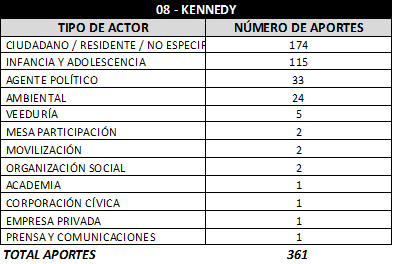 08 - KENNEDY
TIPO DE ACTOR NÚMERO DE APORTES
CIUDADANO / RESIDENTE / NO ESPECIF 174
INFANCIA Y ADOLESCENCIA 115
AGENTE POLÍTICO 33
AMBIENTAL 24
VEEDURÍA 5
MESA PARTICIPACIÓN 2
MOVILIZACIÓN 2
ORGANIZACIÓN SOCIAL 2
ACADEMIA 1
CORPORACIÓN CÍVICA 1
EMPRESA PRIVADA 1
PRENSA Y COMUNICACIONES 1
TOTAL APORTES 361